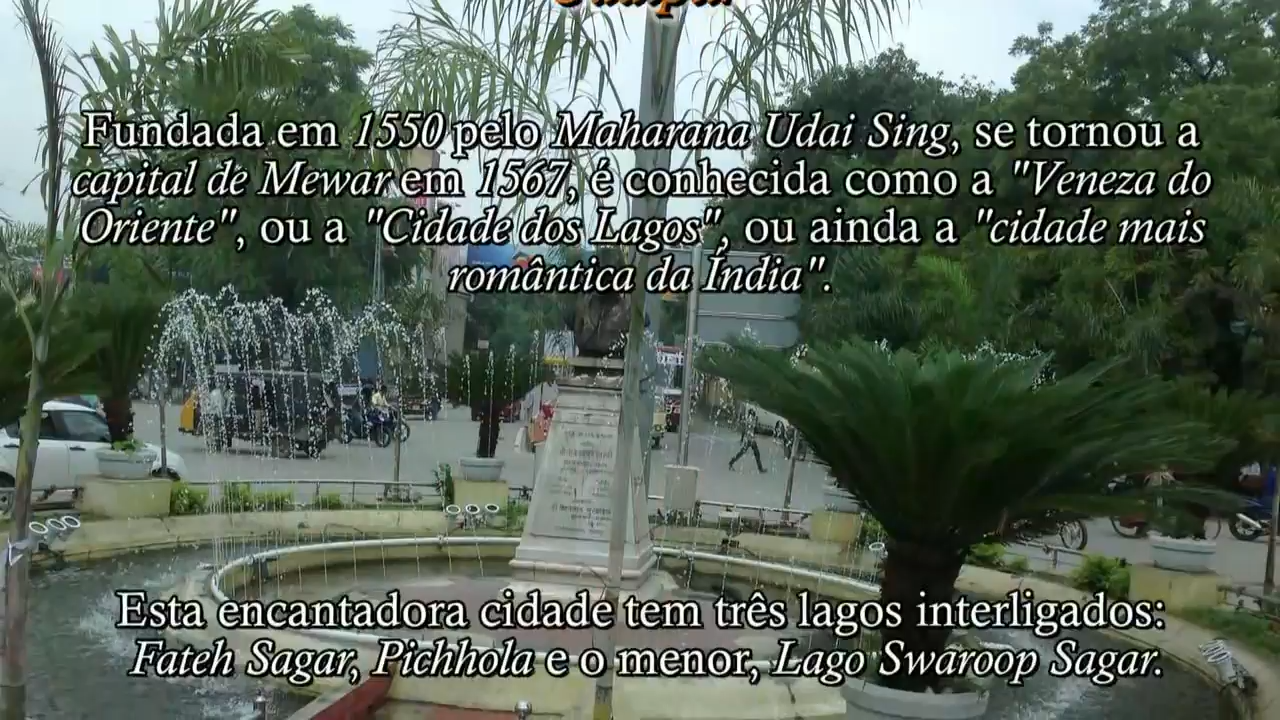 Fundada em 1550 pelo Maharana Udai Sing, se tornou a
capital de Mewar em 1567, é conhecida como a "Veneza do
Oriente", ou a "Cidade dos Lagos", ou ainda a "cidade mais
romântica da Índia".
Esta encantadora cidade tem três lagos interligados:
Fateh Sagar, Pichhola e o menor, Lago Swaroop Sagar.